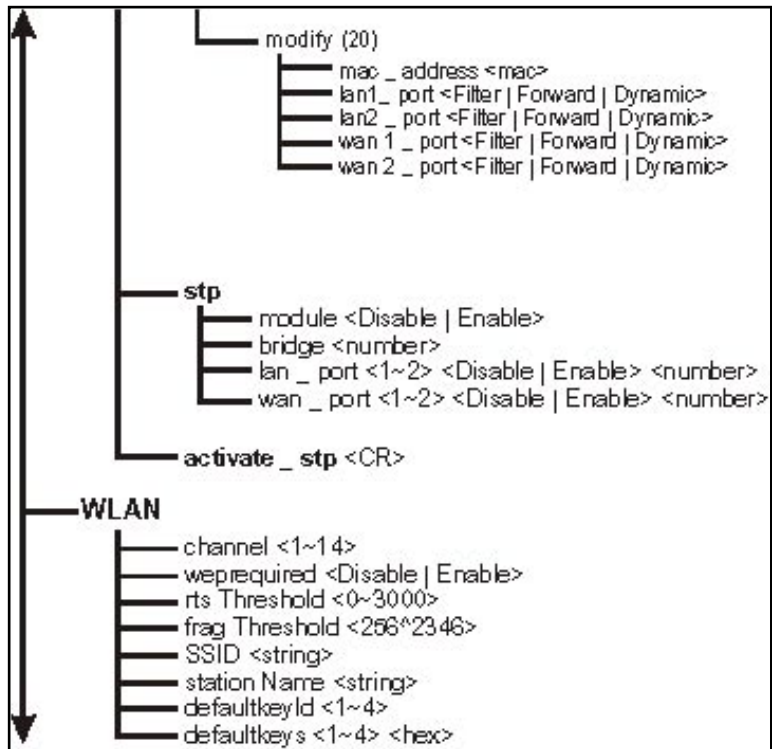 modify (20)
mac _ address <mac>
lan1_ port <Filter | Forward | Dynamic>
lan2 _ port <Filter | Forward | Dynamic>
wan 1 _ port<Filter | Forward | Dynamic>
wan 2 _ port<Filter | Forward | Dynamic>
stp
module <Disable | Enable>
bridge <number>
lan _ port <1~2> <Disable | Enable> <number>
wan _ port <1~2> <Disable | Enable> <number>
activate _ stp <CR>
WLAN
channel <1~14>
weprequired <Disable | Enable>
rts Threshold <0~3000>
frag Threshold <256^2346>
SSID <string>
station Name <string>
defaultkeyId <1~4>
defaultkeys <1~4> <hex>